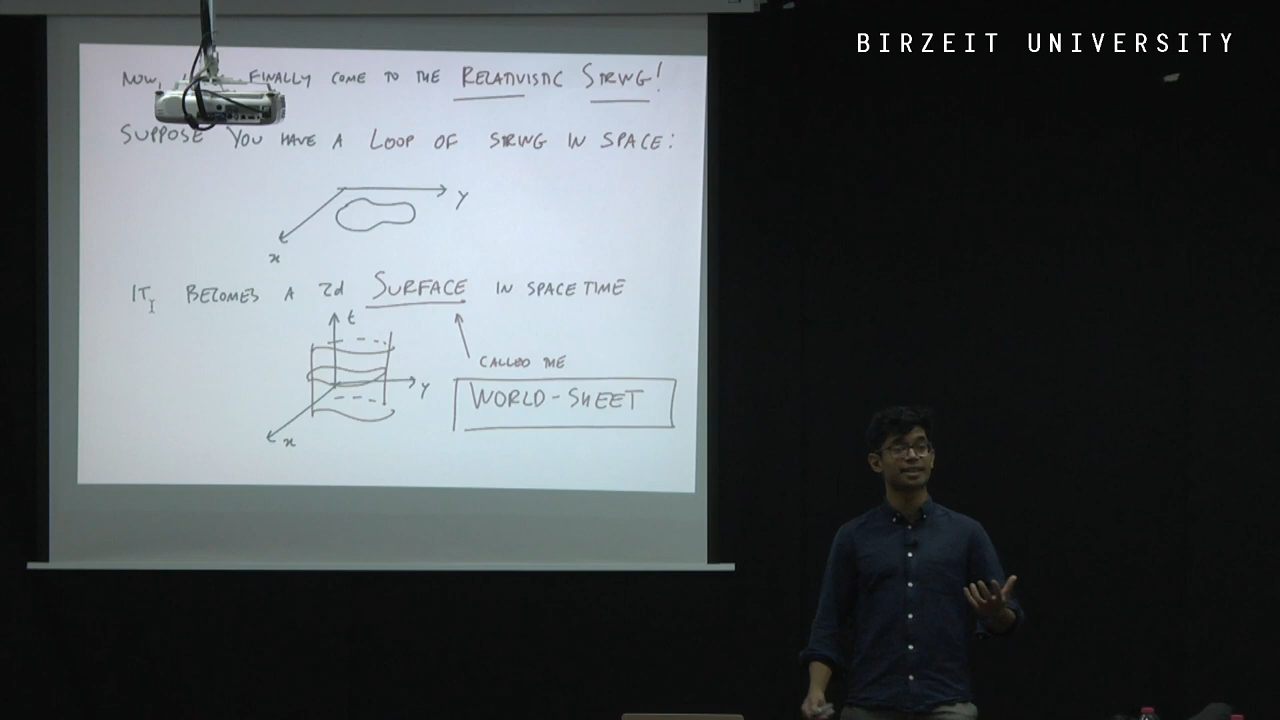 BIRZEIT UNIVERSITY
NOW, FINALLY COME TO THE RELATIVISTIC STRING!
SUPPOSE YOU HAVE A LOOP OF STRING IN SPACE:
y
x
IT BECOMES A 2d SURFACE IN SPACETIME
t
CALLED THE
y
WORLD-SHEET
x